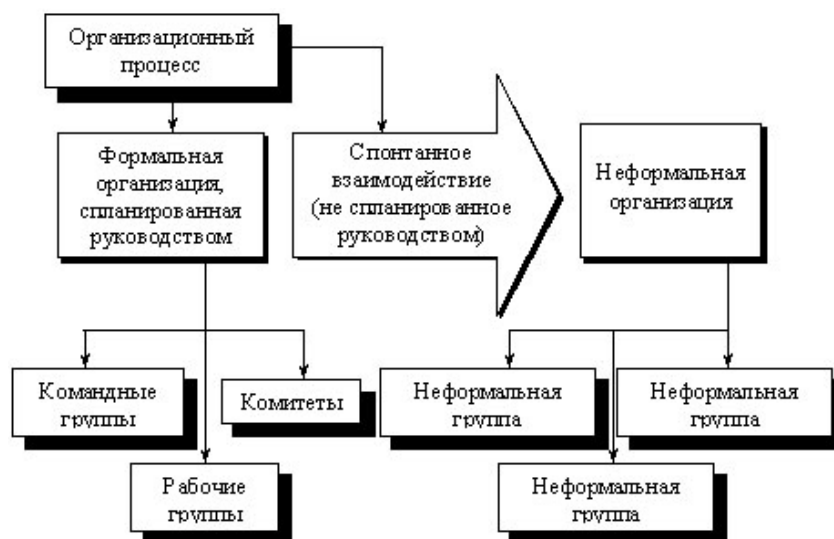 Организационный
процесс
Формальная
организация,
спланированная
руководством
Спонтанное
взаимодействие
(не спланированное
руководством)
Неформальная
организация
Командные
группы
Комитеты
Рабочие
группы
Неформальная
группа
Неформальная
группа
Неформальная
группа